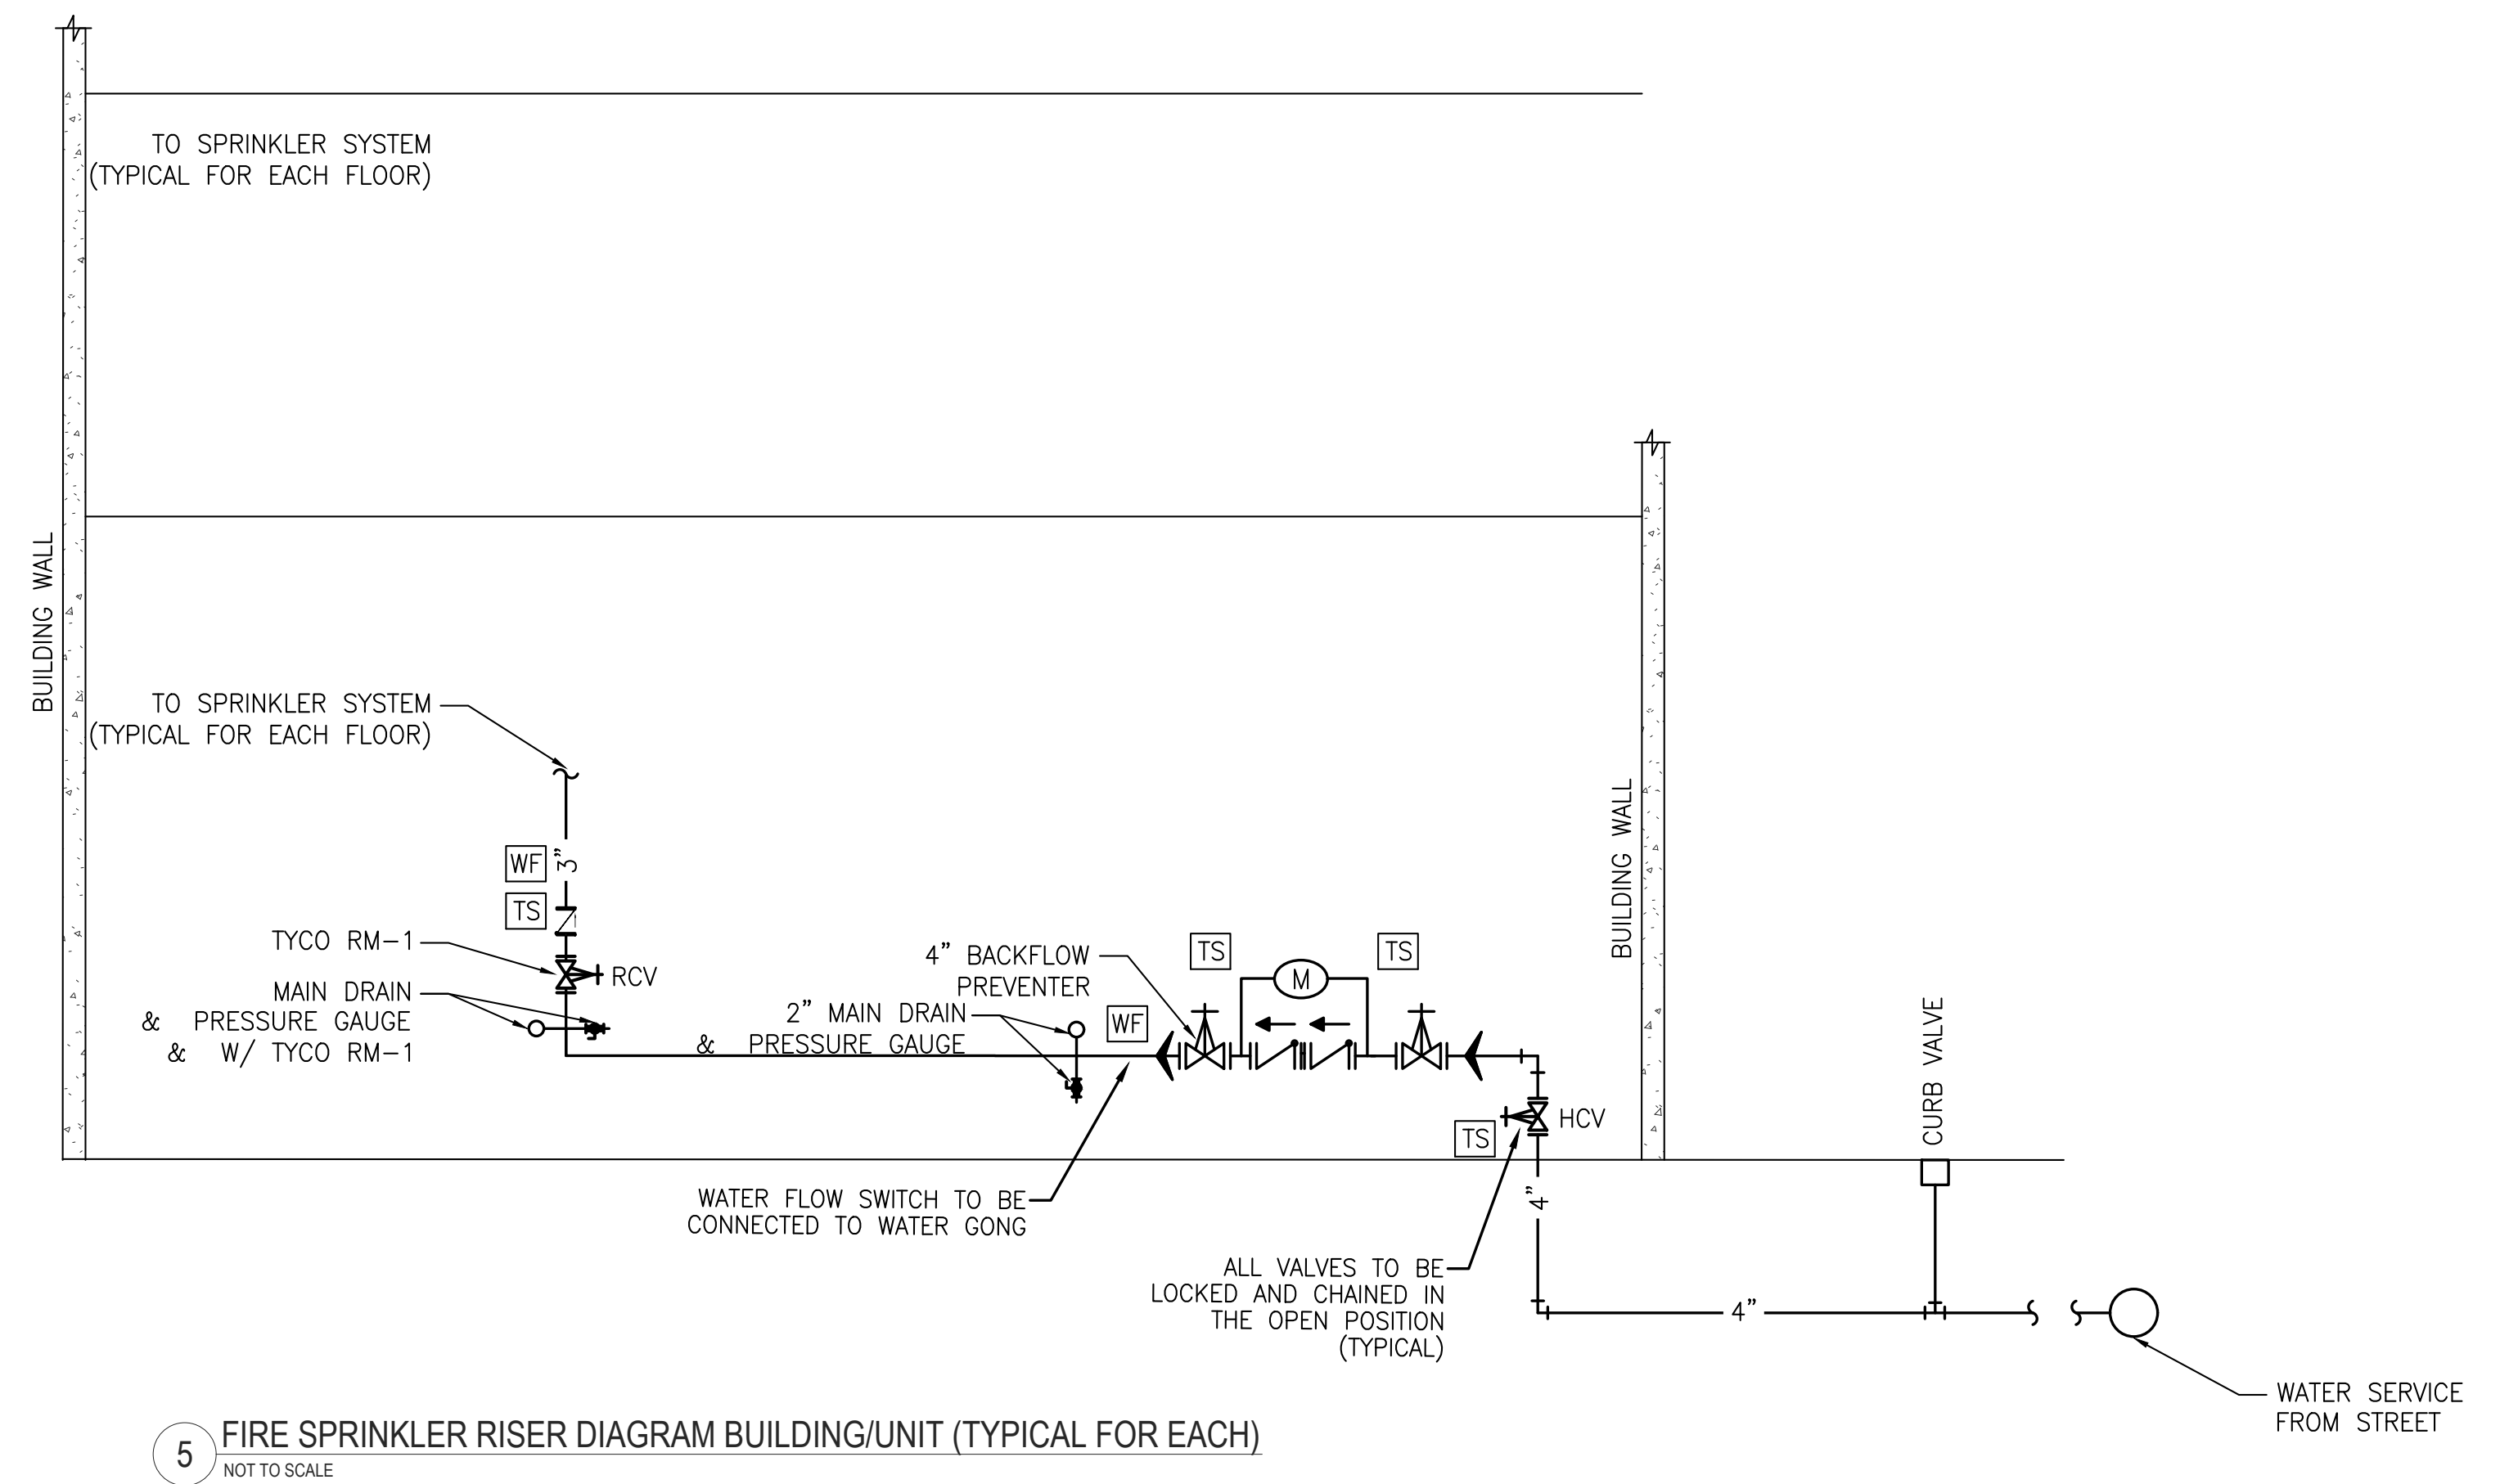 TO SPRINKLER SYSTEM
(TYPICAL FOR EACH FLOOR)
BUILDING WALL
TO SPRINKLER SYSTEM
(TYPICAL FOR EACH FLOOR)
WF
3"
TS
TYCO RM-1
RCV
MAIN DRAIN
& PRESSURE GAUGE
& W/ TYCO RM-1
4" BACKFLOW
PREVENTER
2" MAIN DRAIN
& PRESSURE GAUGE
WF
TS
M
TS
BUILDING WALL
TS
HCV
CURB VALVE
WATER FLOW SWITCH TO BE
CONNECTED TO WATER GONG
4"
ALL VALVES TO BE
LOCKED AND CHAINED IN
THE OPEN POSITION
(TYPICAL)
4"
WATER SERVICE
FROM STREET
5
FIRE SPRINKLER RISER DIAGRAM BUILDING/UNIT (TYPICAL FOR EACH)
NOT TO SCALE